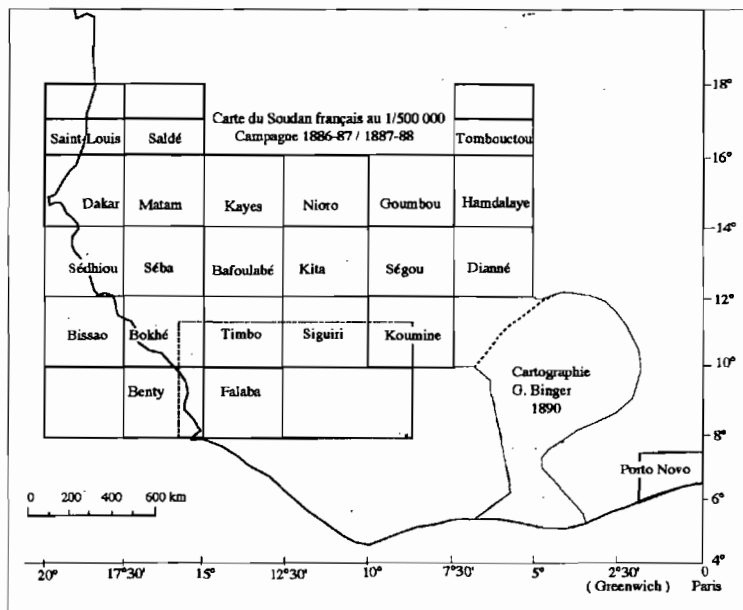 18°
Carte du Soudan français au 1/500 000
Campagne 1886-87 / 1887-88
Saint-Louis Saldé Tombouctou
16°
Dakar Matam Kayes Nioro Goumbou Hamdalaye
14°
Sédhiou Séba Bafoulabé Kita Ségou Dianné
12°
Bissao Bokhé Timbo Siguiri Koumine
10°
Cartographie
G. Binger
1890
Benty Falaba
8°
Porto Novo
0 200 400 600 km
6°
4°
20° 17°30' 15° 12°30' 10° 7°30' 5° 2°30' 0
( Greenwich ) Paris